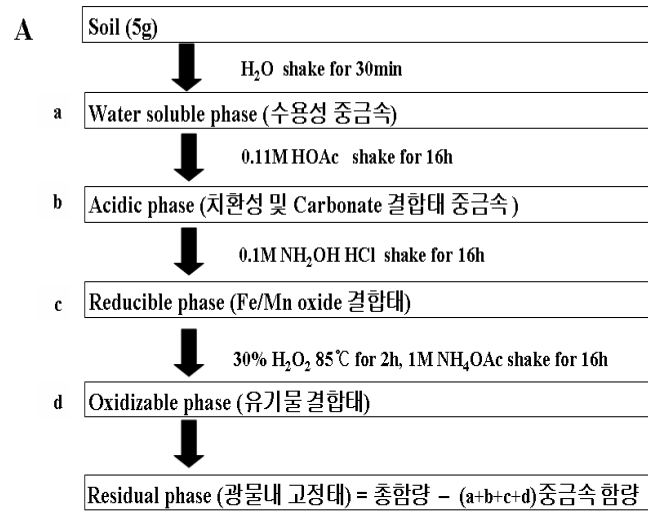 A
Soil (5g)
H₂O shake for 30min
a Water soluble phase (수용성 중금속)
0.11M HOAc shake for 16h
b Acidic phase (치환성 및 Carbonate 결합태 중금속 )
0.1M NH₂OH HCl shake for 16h
c Reducible phase (Fe/Mn oxide 결합태)
30% H₂O₂ 85℃ for 2h, 1M NH₄OAc shake for 16h
d Oxidizable phase (유기물 결합태)
Residual phase (광물내 고정태) = 총함량 − (a+b+c+d)중금속 함량